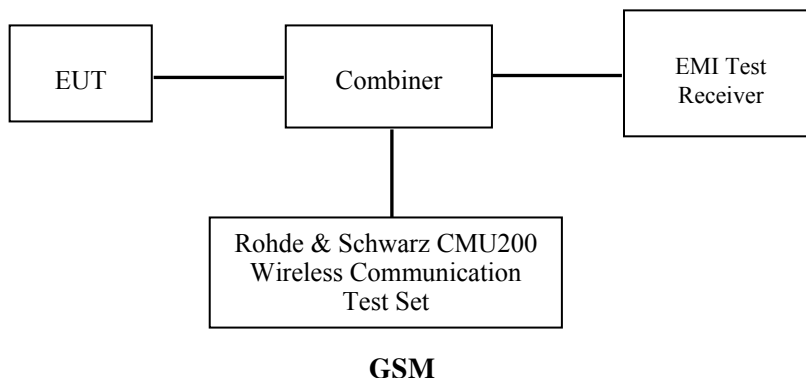 EUT
Combiner
EMI Test
Receiver
Rohde & Schwarz CMU200
Wireless Communication
Test Set
GSM